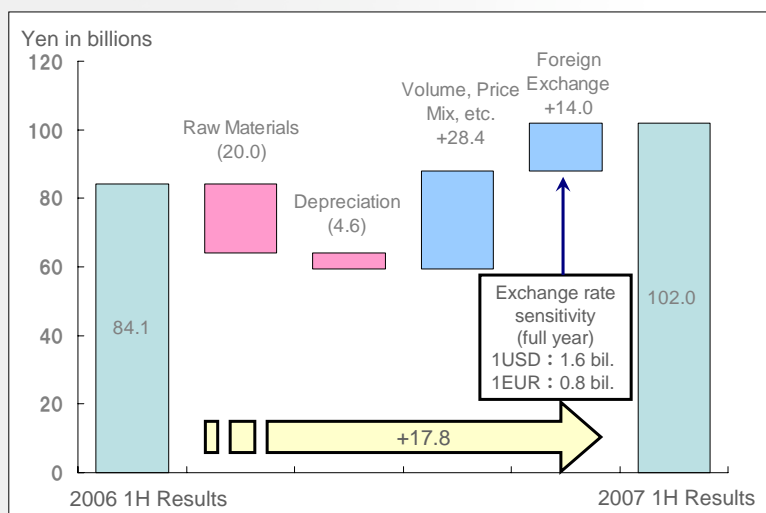 Yen in billions
120
100
80
60
40
20
0
84.1
Raw Materials
(20.0)
Depreciation
(4.6)
Volume, Price
Mix, etc.
+28.4
Foreign
Exchange
+14.0
Exchange rate
sensitivity
(full year)
1USD：1.6 bil.
1EUR：0.8 bil.
102.0
+17.8
2006 1H Results
2007 1H Results